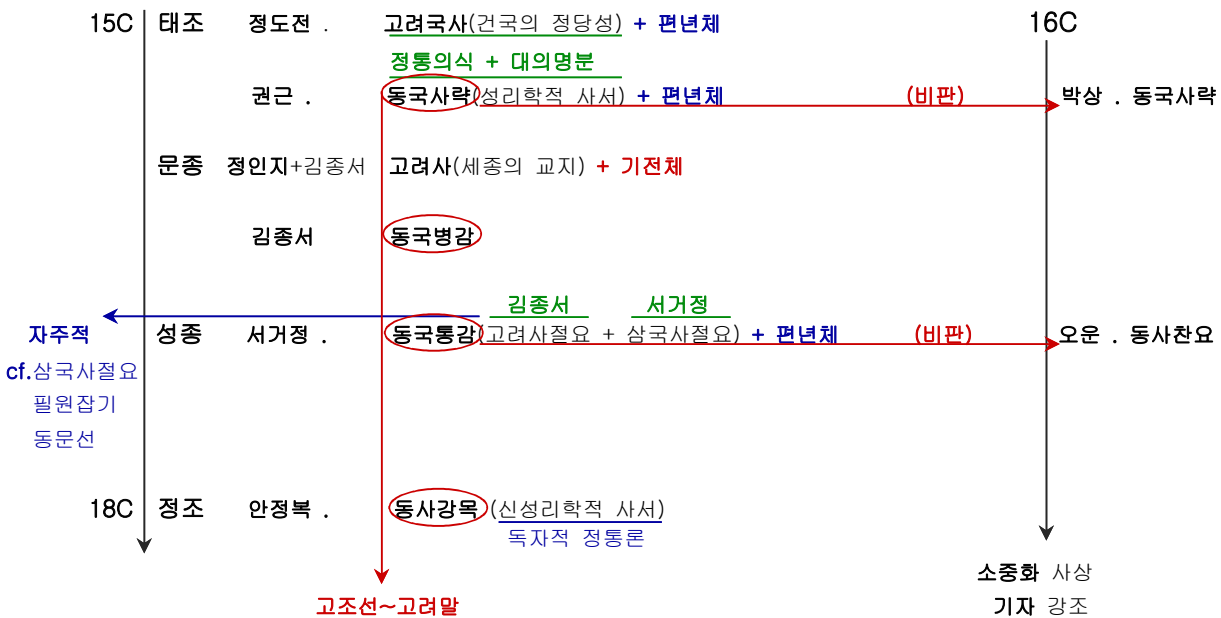 15C 태조 정도전 . 고려국사(건국의 정당성) + 편년체 16C
정통의식 + 대의명분
권근 . 동국사략(성리학적 사서) + 편년체 (비판) 박상 . 동국사략
문종 정인지+김종서 고려사(세종의 교지) + 기전체
김종서 동국병감
김종서 서거정
자주적 성종 서거정 . 동국통감(고려사절요 + 삼국사절요) + 편년체 (비판) 오운 . 동사찬요
cf.삼국사절요
필원잡기
동문선
18C 정조 안정복 . 동사강목 (신성리학적 사서)
독자적 정통론
소중화 사상
고조선~고려말 기자 강조